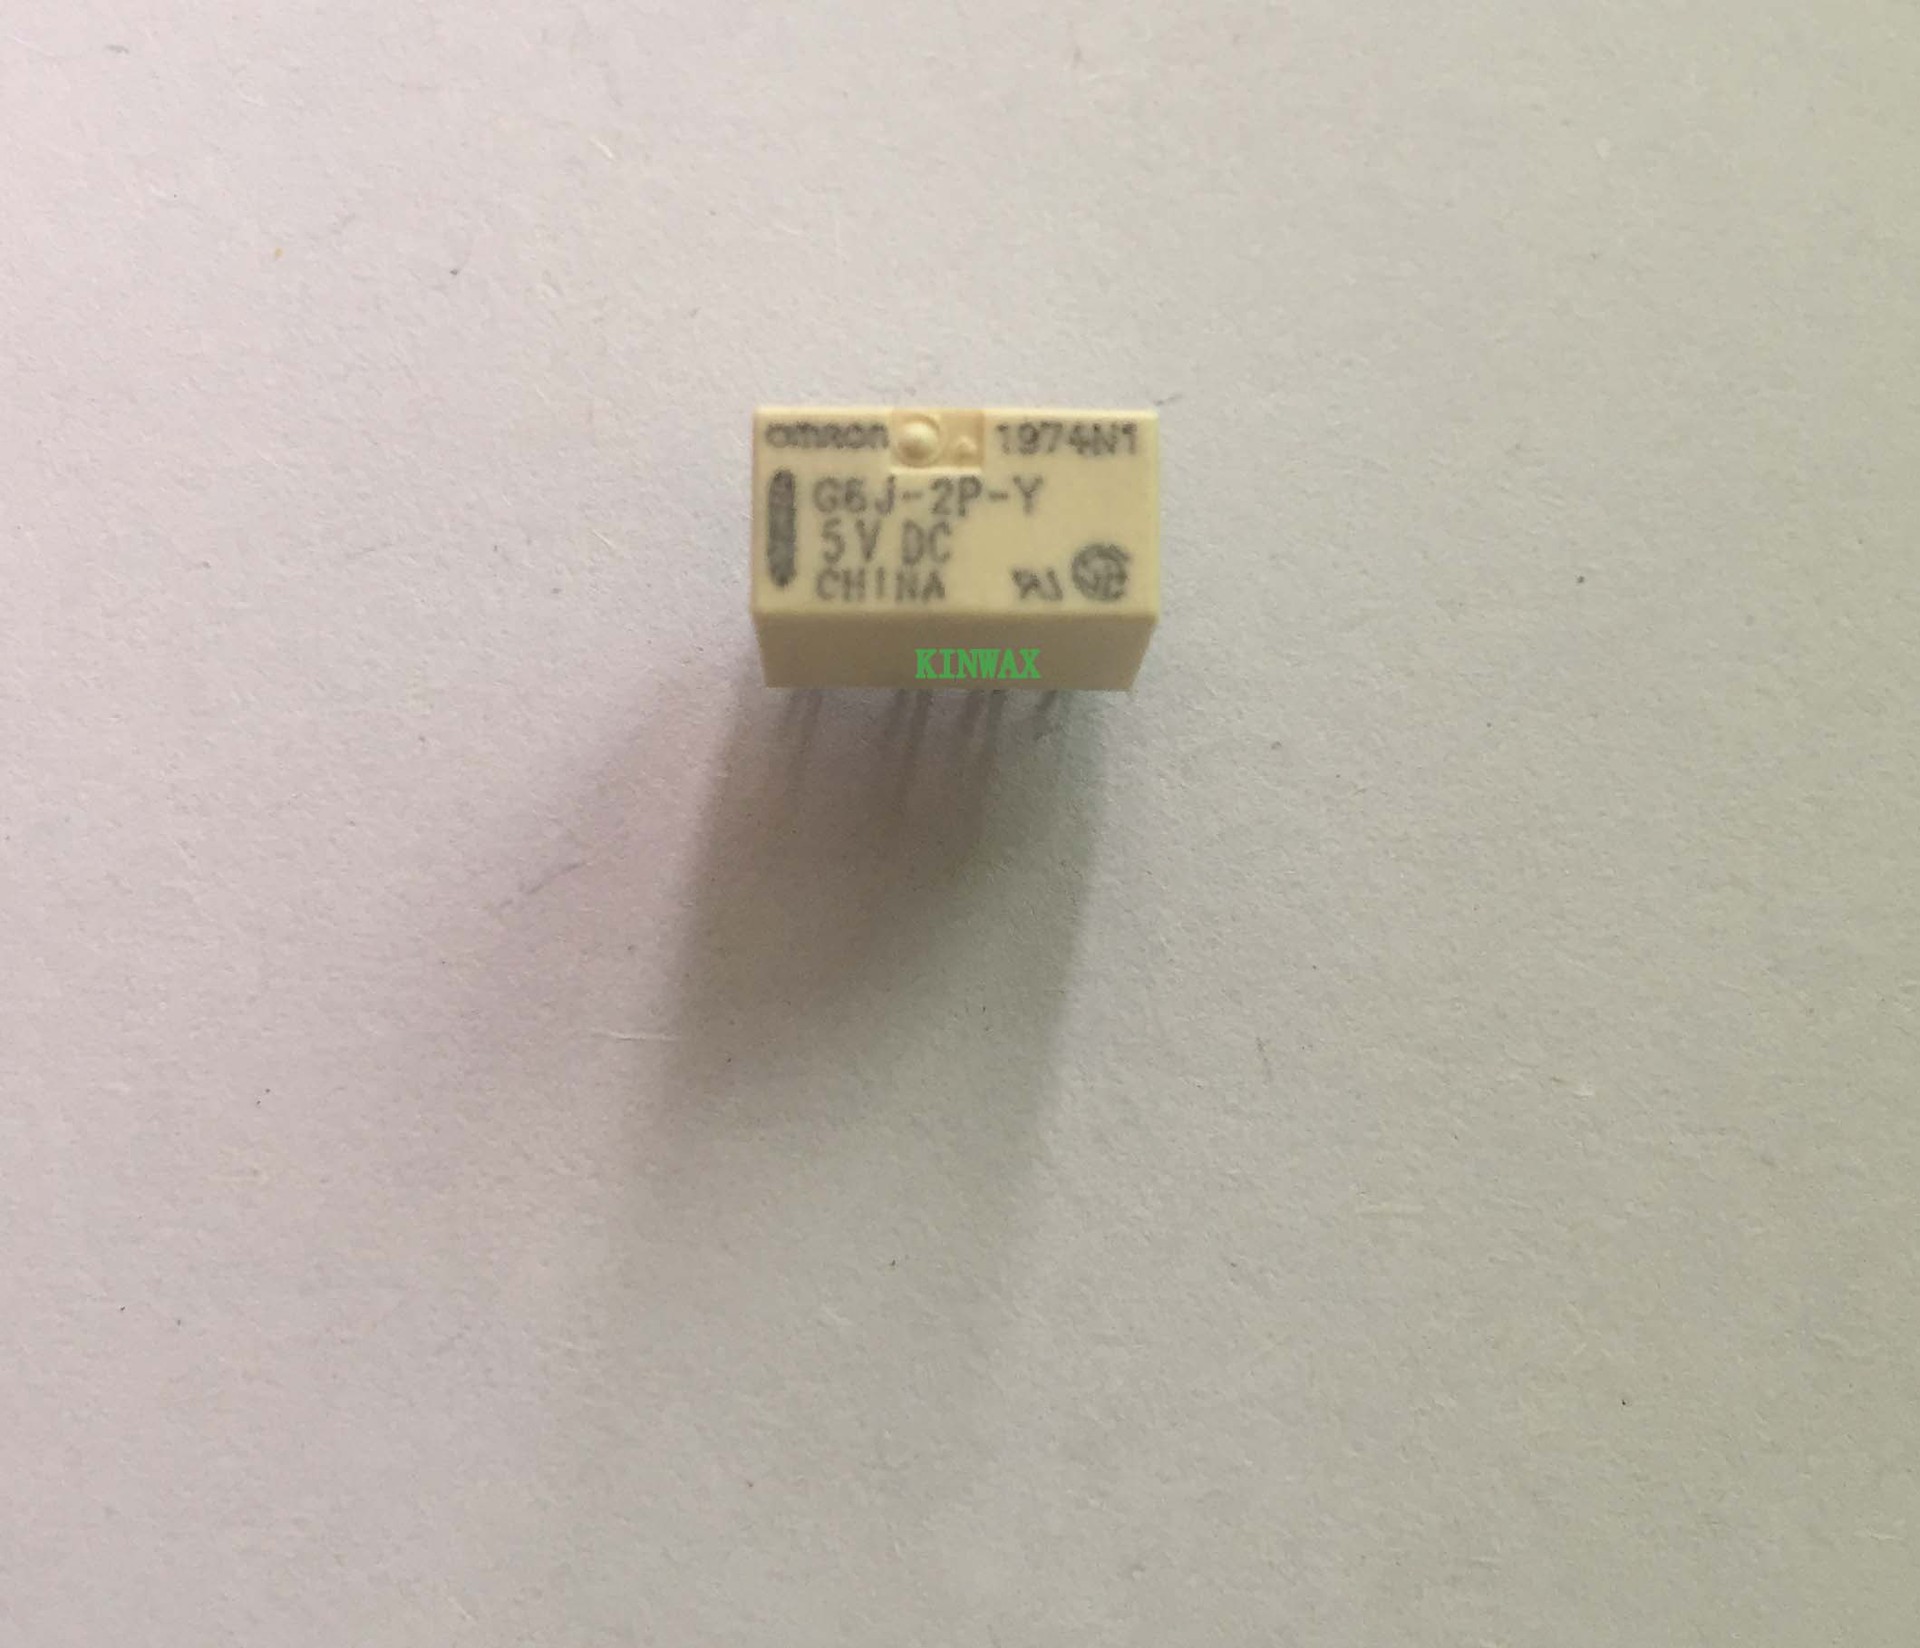 omron 1974N1
G6J-2P-Y
5V DC
CHINA
KINWAX